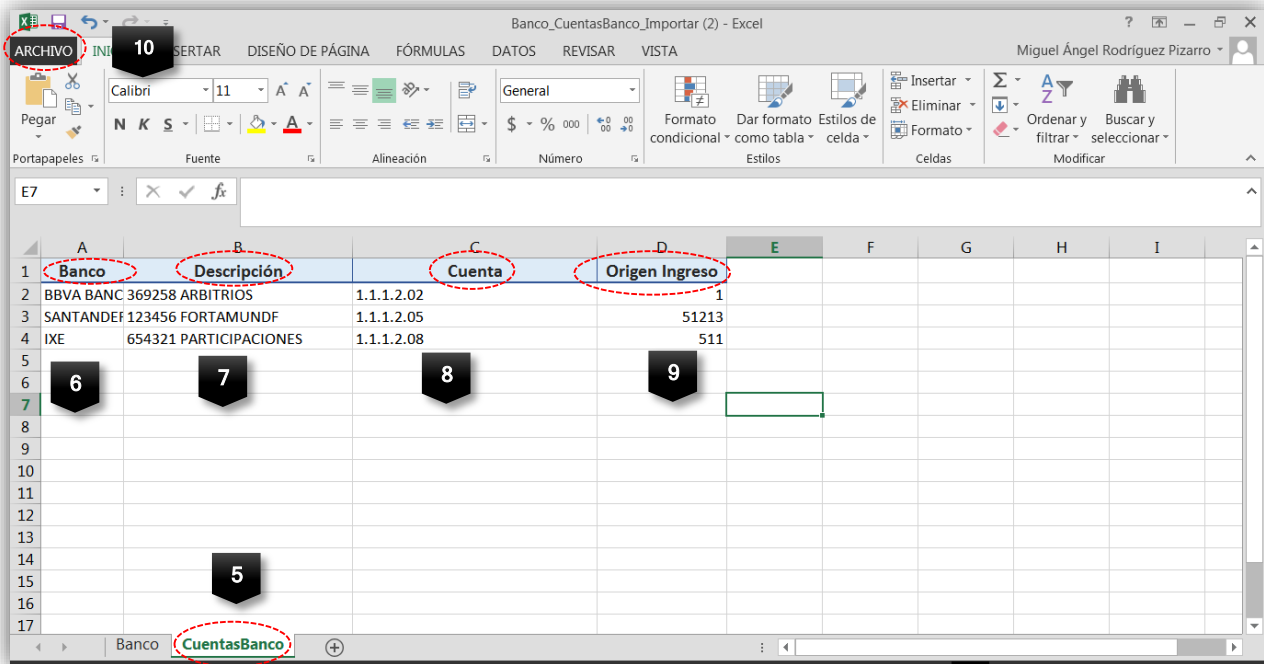 Banco_CuentasBanco_Importar (2) - Excel
ARCHIVO INI SERTAR DISEÑO DE PÁGINA FÓRMULAS DATOS REVISAR VISTA Miguel Ángel Rodríguez Pizarro
10
Calibri 11 General
Pegar
N K S A $ % 000
Formato condicional
Dar formato como tabla
Estilos de celda
Insertar
Eliminar
Formato
Ordenar y filtrar
Buscar y seleccionar
Portapapeles Fuente Alineación Número Estilos Celdas Modificar
E7 fx
A B C D E F G H I
1 Banco Descripción Cuenta Origen Ingreso
2 BBVA BANC 369258 ARBITRIOS 1.1.1.2.02 1
3 SANTANDER 123456 FORTAMUNDF 1.1.1.2.05 51213
4 IXE 654321 PARTICIPACIONES 1.1.1.2.08 511
5
6
7
8
9
10
11
12
13
14
15
16
17
6 7 8 9
5
Banco CuentasBanco